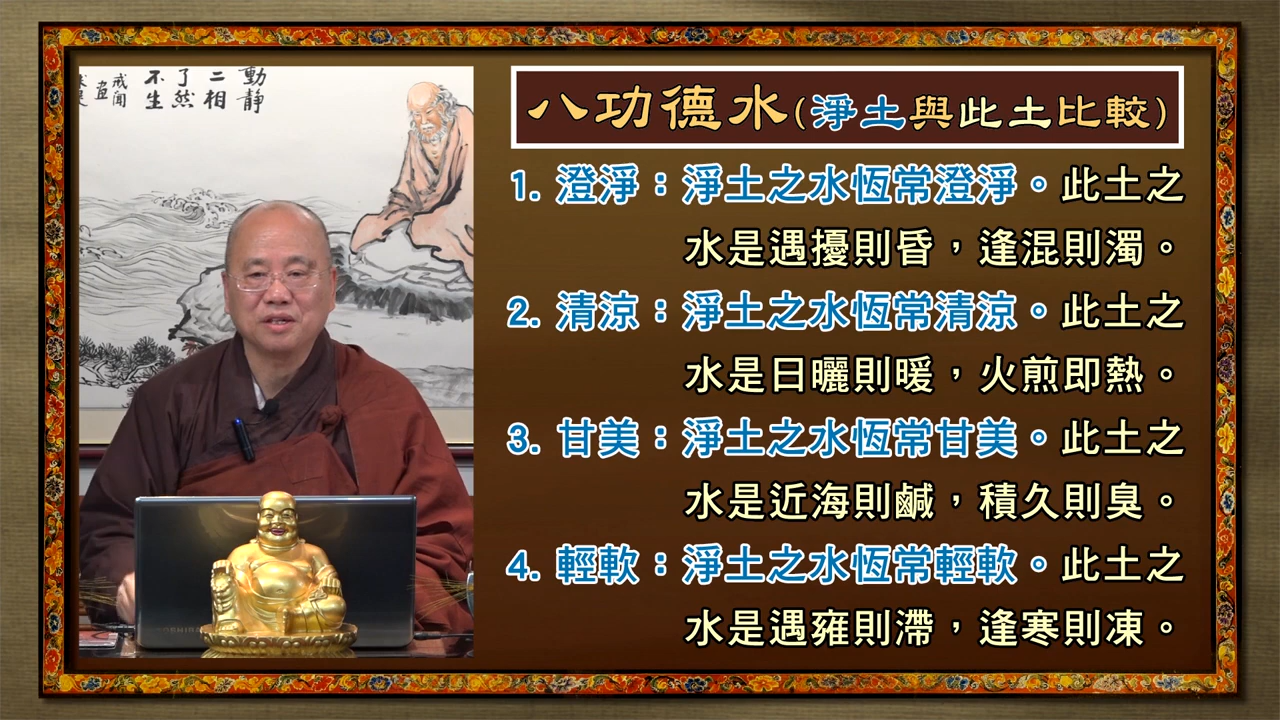 動靜
二相
了然
不生
戒聞
畫
八功德水(淨土與此土比較)
1. 澄淨：淨土之水恆常澄淨。此土之
水是遇擾則昏，逢混則濁。
2. 清涼：淨土之水恆常清涼。此土之
水是日曬則暖，火煎即熱。
3. 甘美：淨土之水恆常甘美。此土之
水是近海則鹹，積久則臭。
4. 輕軟：淨土之水恆常輕軟。此土之
水是遇雍則滯，逢寒則凍。